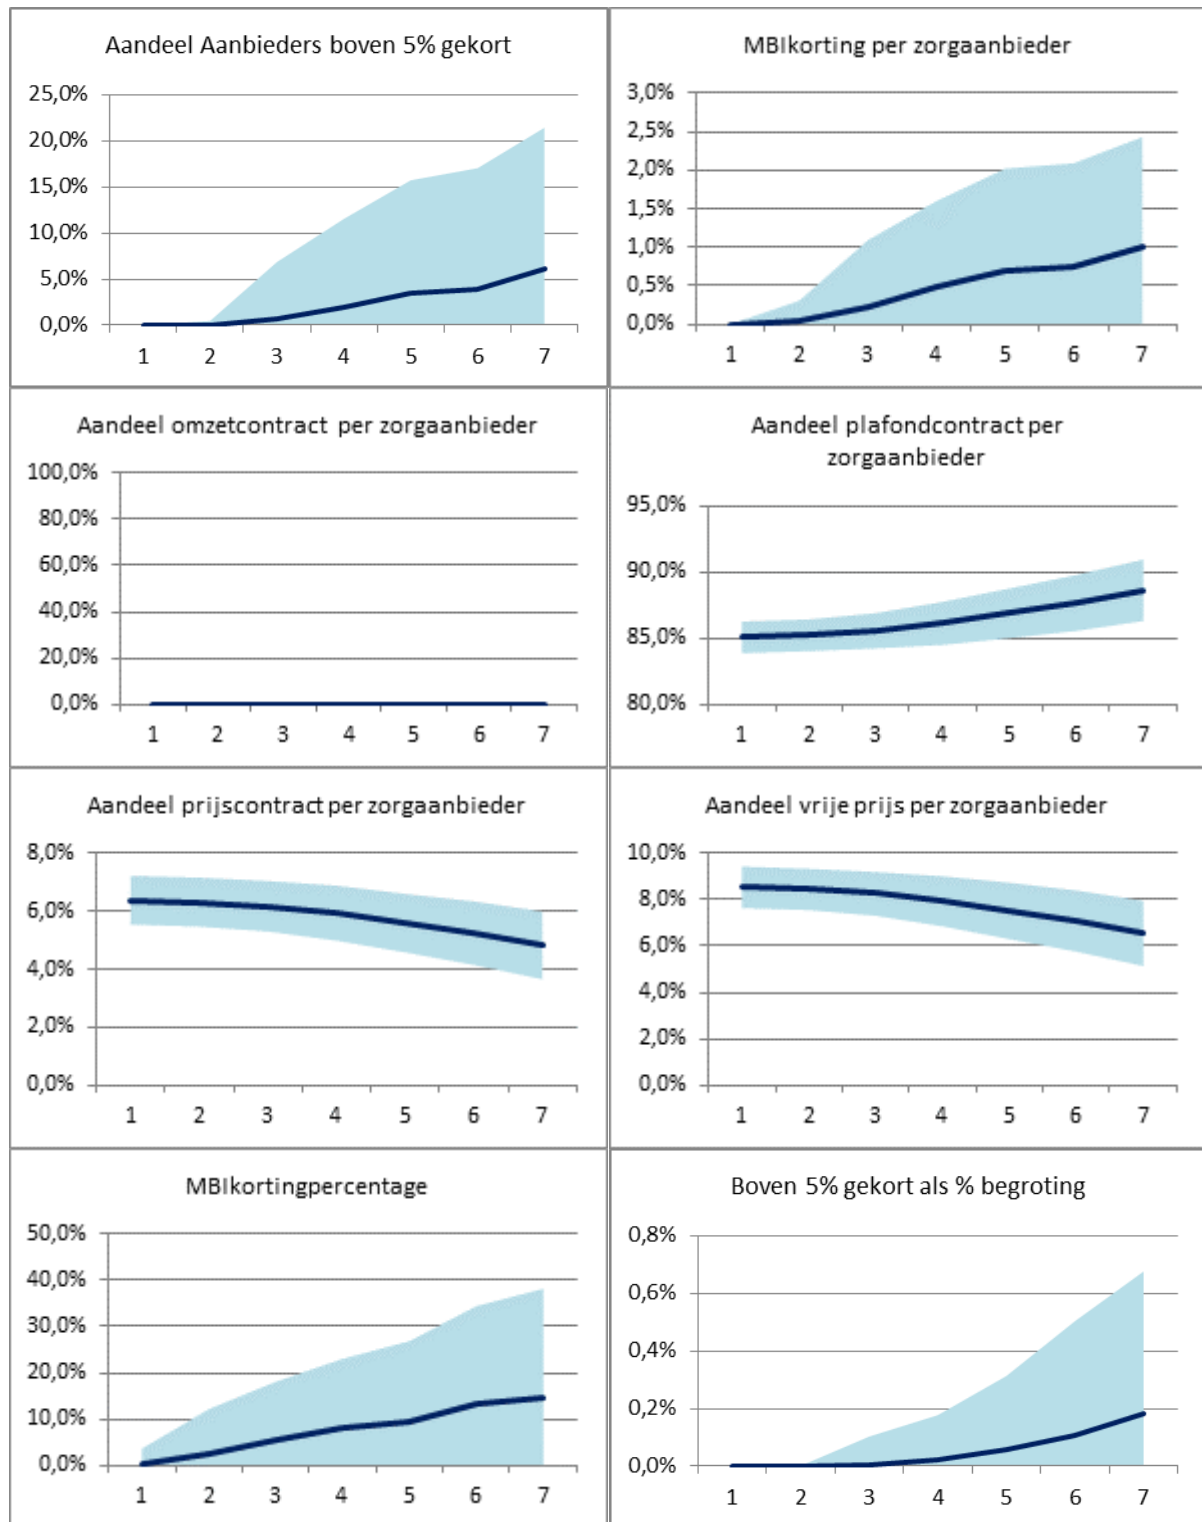 Aandeel Aanbieders boven 5% gekort
25,0%
20,0%
15,0%
10,0%
5,0%
0,0%
1 2 3 4 5 6 7
MBIkorting per zorgaanbieder
3,0%
2,5%
2,0%
1,5%
1,0%
0,5%
0,0%
1 2 3 4 5 6 7
Aandeel omzetcontract per zorgaanbieder
100,0%
80,0%
60,0%
40,0%
20,0%
0,0%
1 2 3 4 5 6 7
Aandeel plafondcontract per
zorgaanbieder
95,0%
90,0%
85,0%
80,0%
1 2 3 4 5 6 7
Aandeel prijscontract per zorgaanbieder
8,0%
6,0%
4,0%
2,0%
0,0%
1 2 3 4 5 6 7
Aandeel vrije prijs per zorgaanbieder
10,0%
8,0%
6,0%
4,0%
2,0%
0,0%
1 2 3 4 5 6 7
MBIkortingpercentage
50,0%
40,0%
30,0%
20,0%
10,0%
0,0%
1 2 3 4 5 6 7
Boven 5% gekort als % begroting
0,8%
0,6%
0,4%
0,2%
0,0%
1 2 3 4 5 6 7